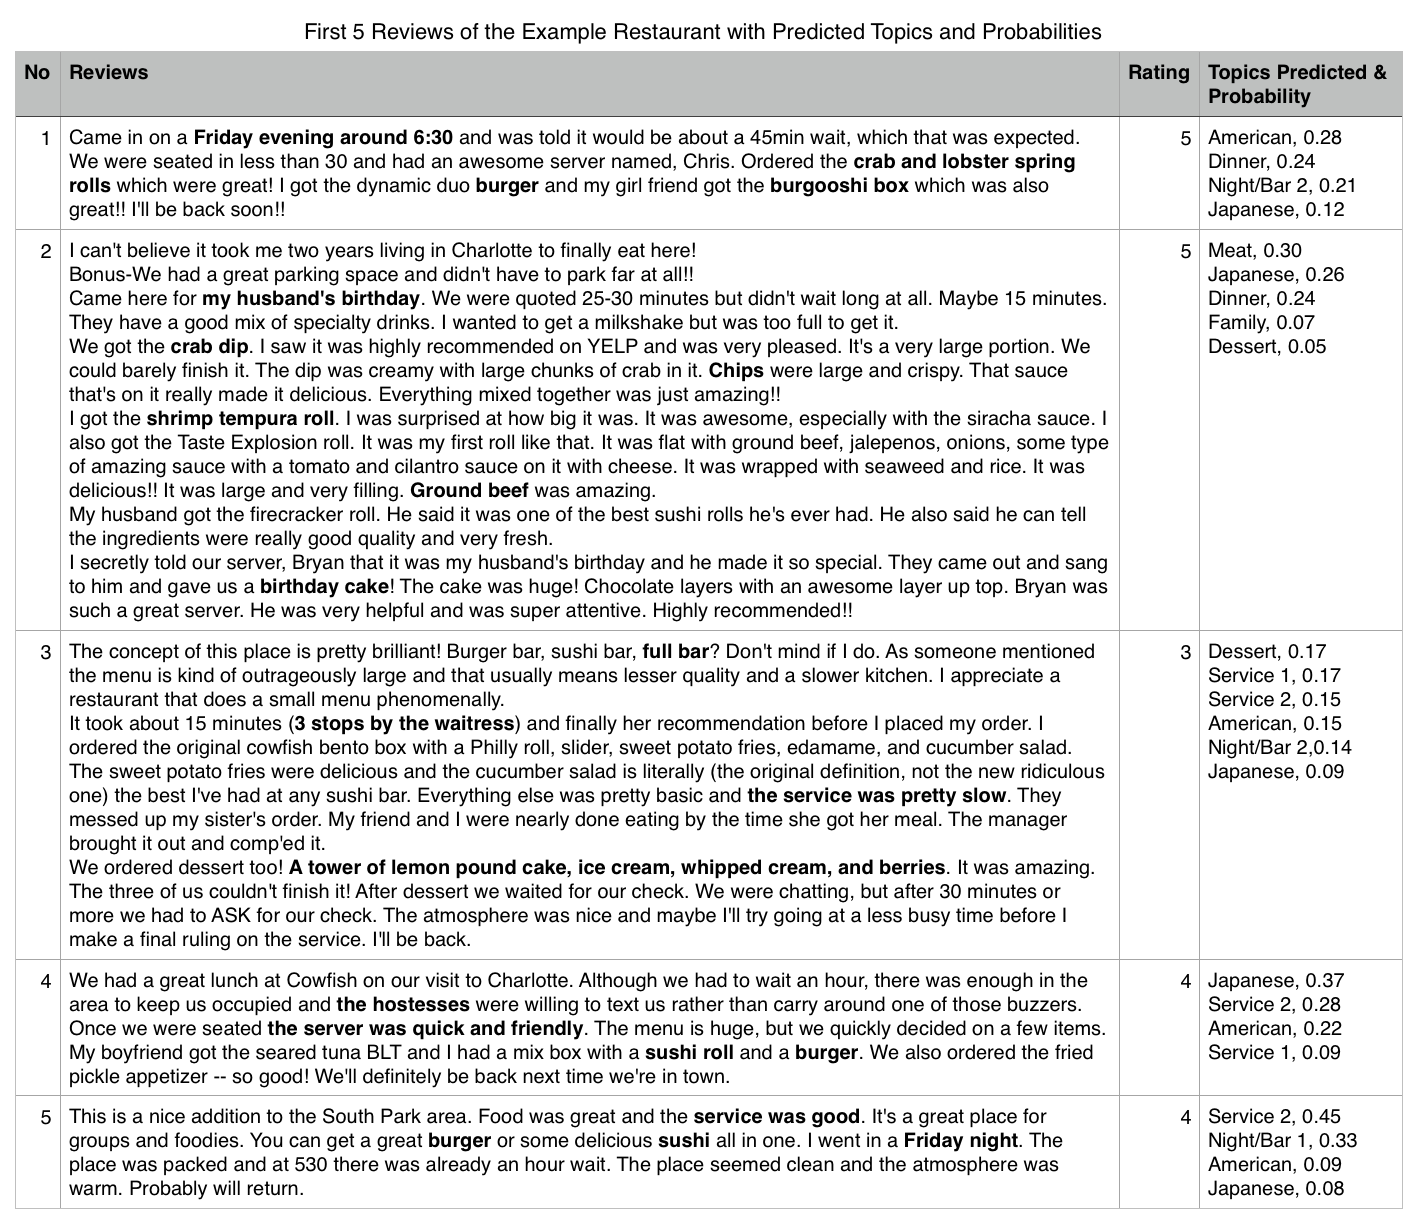 First 5 Reviews of the Example Restaurant with Predicted Topics and Probabilities
No Reviews Rating Topics Predicted &
Probability
1 Came in on a Friday evening around 6:30 and was told it would be about a 45min wait, which that was expected. 5 American, 0.28
We were seated in less than 30 and had an awesome server named, Chris. Ordered the crab and lobster spring Dinner, 0.24
rolls which were great! I got the dynamic duo burger and my girl friend got the burgooshi box which was also Night/Bar 2, 0.21
great!! I'll be back soon!! Japanese, 0.12
2 I can't believe it took me two years living in Charlotte to finally eat here! 5 Meat, 0.30
Bonus-We had a great parking space and didn't have to park far at all!! Japanese, 0.26
Came here for my husband's birthday. We were quoted 25-30 minutes but didn't wait long at all. Maybe 15 minutes. Dinner, 0.24
They have a good mix of specialty drinks. I wanted to get a milkshake but was too full to get it. Family, 0.07
We got the crab dip. I saw it was highly recommended on YELP and was very pleased. It's a very large portion. We Dessert, 0.05
could barely finish it. The dip was creamy with large chunks of crab in it. Chips were large and crispy. That sauce
that's on it really made it delicious. Everything mixed together was just amazing!!
I got the shrimp tempura roll. I was surprised at how big it was. It was awesome, especially with the siracha sauce. I
also got the Taste Explosion roll. It was my first roll like that. It was flat with ground beef, jalepenos, onions, some type
of amazing sauce with a tomato and cilantro sauce on it with cheese. It was wrapped with seaweed and rice. It was
delicious!! It was large and very filling. Ground beef was amazing.
My husband got the firecracker roll. He said it was one of the best sushi rolls he's ever had. He also said he can tell
the ingredients were really good quality and very fresh.
I secretly told our server, Bryan that it was my husband's birthday and he made it so special. They came out and sang
to him and gave us a birthday cake! The cake was huge! Chocolate layers with an awesome layer up top. Bryan was
such a great server. He was very helpful and was super attentive. Highly recommended!!
3 The concept of this place is pretty brilliant! Burger bar, sushi bar, full bar? Don't mind if I do. As someone mentioned 3 Dessert, 0.17
the menu is kind of outrageously large and that usually means lesser quality and a slower kitchen. I appreciate a Service 1, 0.17
restaurant that does a small menu phenomenally. Service 2, 0.15
It took about 15 minutes (3 stops by the waitress) and finally her recommendation before I placed my order. I American, 0.15
ordered the original cowfish bento box with a Philly roll, slider, sweet potato fries, edamame, and cucumber salad. Night/Bar 2,0.14
The sweet potato fries were delicious and the cucumber salad is literally (the original definition, not the new ridiculous Japanese, 0.09
one) the best I've had at any sushi bar. Everything else was pretty basic and the service was pretty slow. They
messed up my sister's order. My friend and I were nearly done eating by the time she got her meal. The manager
brought it out and comp'ed it.
We ordered dessert too! A tower of lemon pound cake, ice cream, whipped cream, and berries. It was amazing.
The three of us couldn't finish it! After dessert we waited for our check. We were chatting, but after 30 minutes or
more we had to ASK for our check. The atmosphere was nice and maybe I'll try going at a less busy time before I
make a final ruling on the service. I'll be back.
4 We had a great lunch at Cowfish on our visit to Charlotte. Although we had to wait an hour, there was enough in the 4 Japanese, 0.37
area to keep us occupied and the hostesses were willing to text us rather than carry around one of those buzzers. Service 2, 0.28
Once we were seated the server was quick and friendly. The menu is huge, but we quickly decided on a few items. American, 0.22
My boyfriend got the seared tuna BLT and I had a mix box with a sushi roll and a burger. We also ordered the fried Service 1, 0.09
pickle appetizer -- so good! We'll definitely be back next time we're in town.
5 This is a nice addition to the South Park area. Food was great and the service was good. It's a great place for 4 Service 2, 0.45
groups and foodies. You can get a great burger or some delicious sushi all in one. I went in a Friday night. The Night/Bar 1, 0.33
place was packed and at 530 there was already an hour wait. The place seemed clean and the atmosphere was American, 0.09
warm. Probably will return. Japanese, 0.08